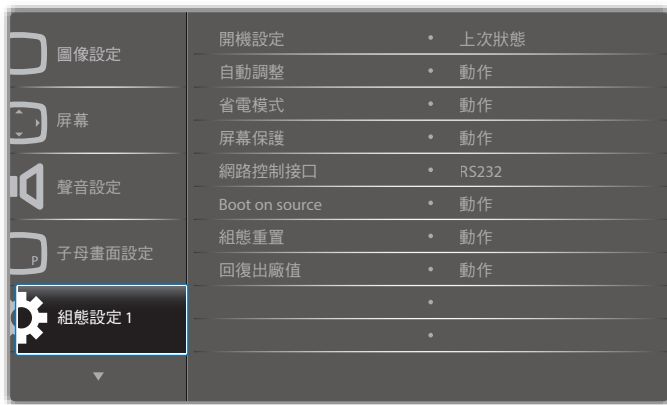 圖像設定
屏幕
聲音設定
P
子母畫面設定
組態設定 1
開機設定 • 上次狀態
自動調整 • 動作
省電模式 • 動作
屏幕保護 • 動作
網路控制接口 • RS232
Boot on source • 動作
組態重置 • 動作
回復出廠值 • 動作
•
•